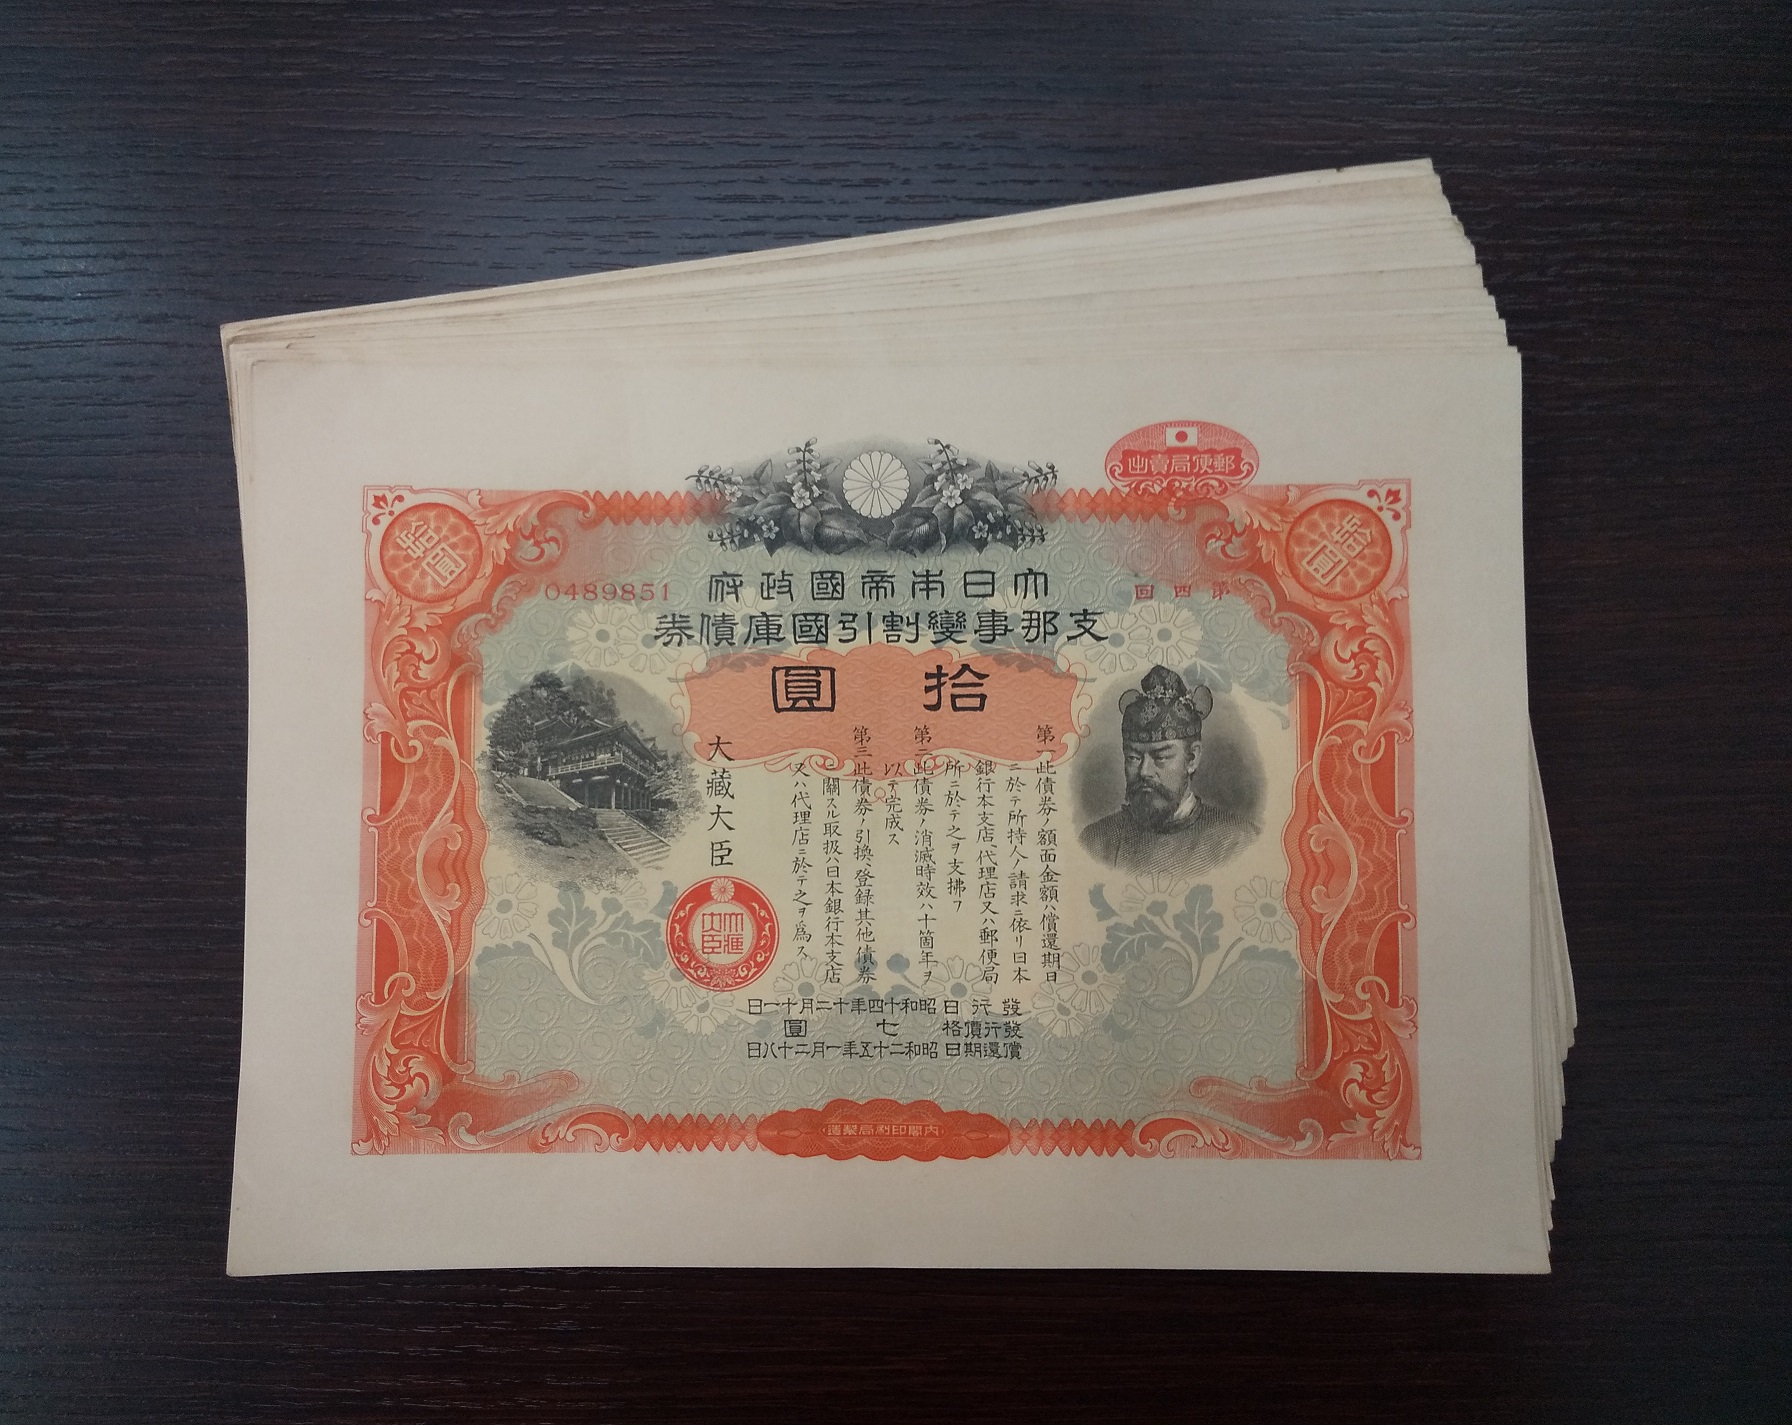 郵便局賣出
拾圓
拾圓
第四回
0489851
大日本帝國政府
支那事變割引國庫債券
拾圓
第一此債券ノ額面金額ハ償還期日
ニ於テ所持人ノ請求ニ依リ日本
銀行本支店、代理店又ハ郵便局
所ニ於テ之ヲ支拂フ
第二此債券ノ消滅時效ハ十箇年ヲ
以テ完成ス
第三此債券ノ引換、登録其他債券
ニ關スル取扱ハ日本銀行本支店
又ハ代理店ニ於テ之ヲ爲ス
大藏大臣
大藏大臣
發行日 昭和十四年十二月十一日
發行價格 七圓
償還期日 昭和二十五年一月二十八日
內閣印刷局製造